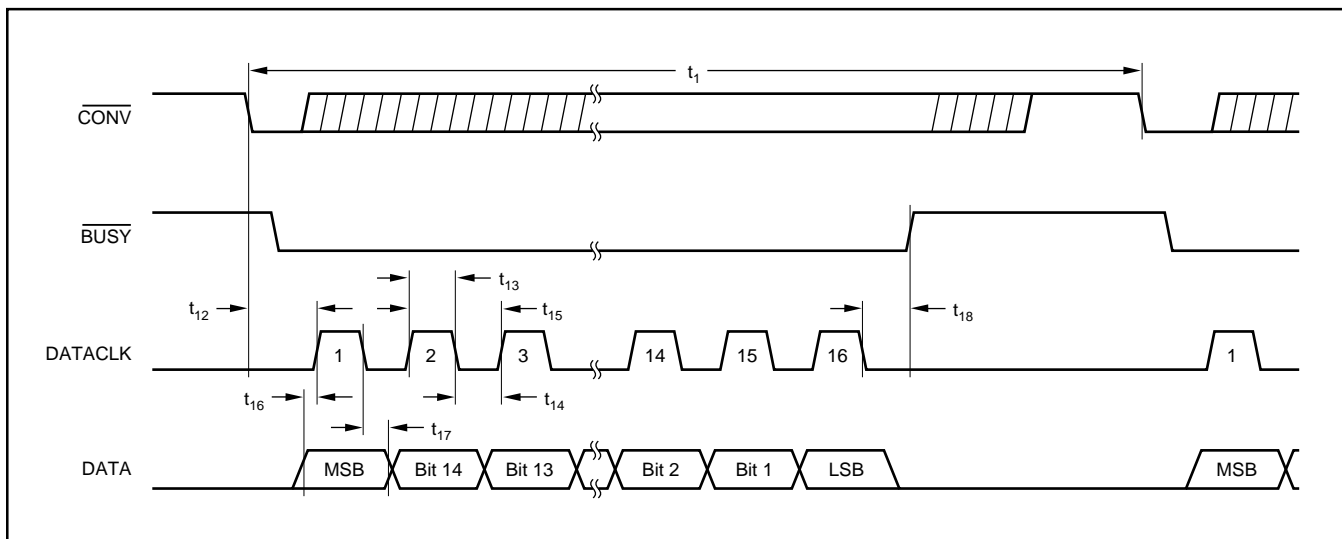 t1
CONV
BUSY
t13
t12
t15
t18
DATACLK
1
2
3
14
15
16
1
t16
t14
t17
DATA
MSB
Bit 14
Bit 13
Bit 2
Bit 1
LSB
MSB